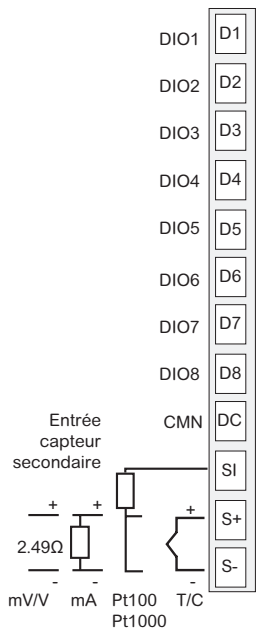 DIO1 D1
DIO2 D2
DIO3 D3
DIO4 D4
DIO5 D5
DIO6 D6
DIO7 D7
DIO8 D8
CMN DC
Entrée
capteur
secondaire
SI
+ + + S+
2.49Ω
- - - S-
mV/V mA Pt100 T/C
Pt1000